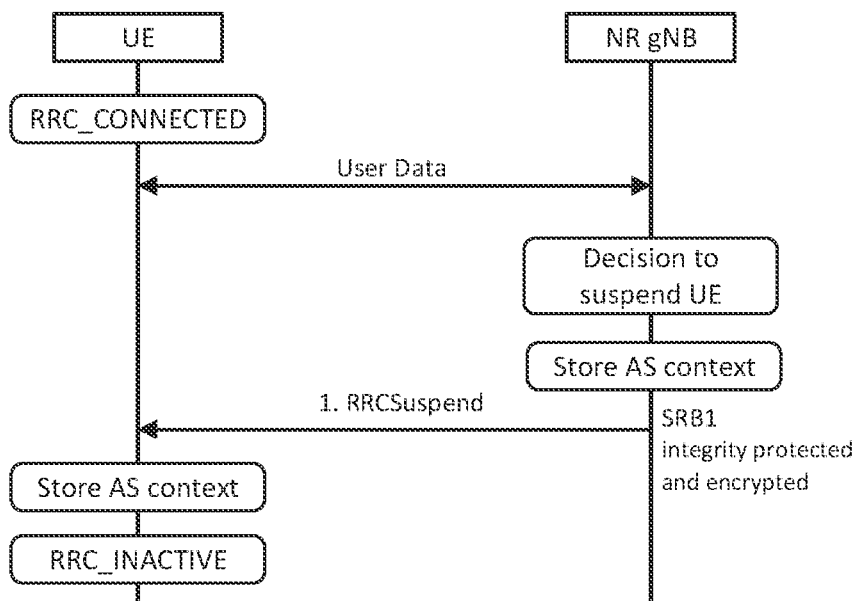 UE
NR gNB
RRC_CONNECTED
User Data
Decision to
suspend UE
Store AS context
1. RRCSuspend
SRB1
integrity protected
and encrypted
Store AS context
RRC_INACTIVE